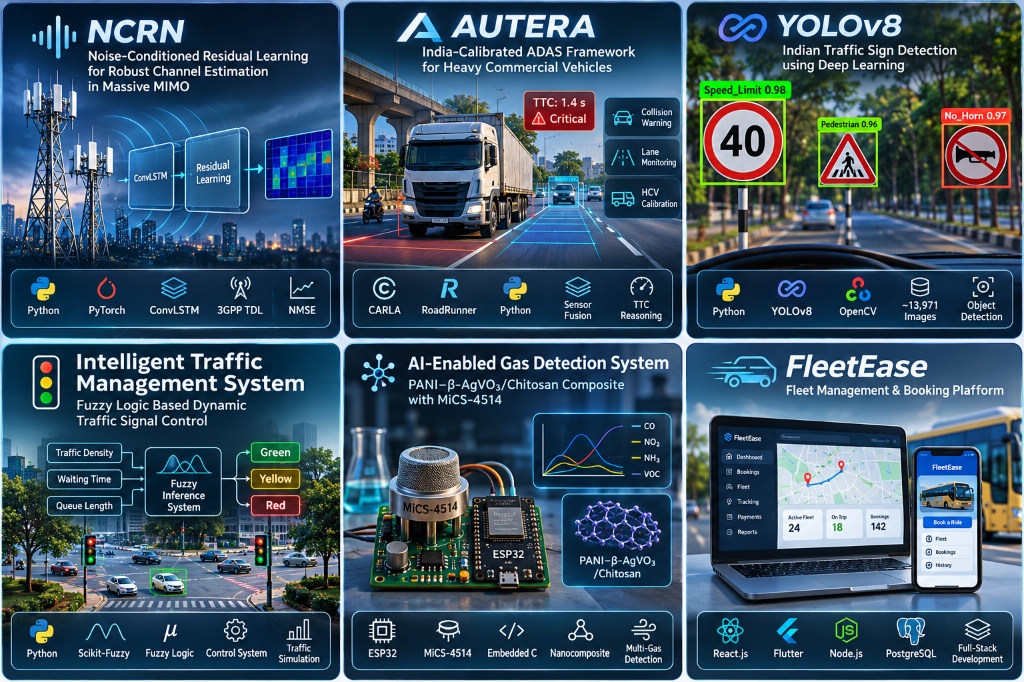 NCRN
Noise-Conditioned Residual Learning
for Robust Channel Estimation
in Massive MIMO
ConvLSTM
Residual
Learning
Python
PyTorch
ConvLSTM
3GPP TDL
NMSE
AUTERA
India-Calibrated ADAS Framework
for Heavy Commercial Vehicles
TTC: 1.4 s
Critical
Collision
Warning
Lane
Monitoring
HCV
Calibration
CARLA
RoadRunner
Python
Sensor
Fusion
TTC
Reasoning
YOLOv8
Indian Traffic Sign Detection
using Deep Learning
Speed_Limit 0.98
40
Pedestrian 0.96
No_Horn 0.97
Python
YOLOv8
OpenCV
~13,971
Images
Object
Detection
Intelligent Traffic
Management System
Fuzzy Logic Based Dynamic
Traffic Signal Control
Traffic Density
Waiting Time
Queue Length
Fuzzy
Inference
System
Green
Yellow
Red
Python
Scikit-Fuzzy
μ
Fuzzy Logic
Control System
Traffic
Simulation
AI-Enabled Gas Detection System
PANI–β-AgVO₃/Chitosan Composite
with MiCS-4514
CO
NO₂
NH₃
VOC
MiCS-4514
ESP32
PANI-β-AgVO₃
/Chitosan
ESP32
MiCS-4514
Embedded C
Nanocomposite
Multi-Gas
Detection
FleetEase
Fleet Management & Booking Plafform
FleetEase
Dashboard
Bookings
Fleet
Tracking
Payments
Reports
Active Fleet
24
On Trip
18
Bookings
142
FleetEase
Book a Ride
Fleet
Bookings
History
React.js
Flutter
Node.js
PostgreSQL
Full-Stack
Development